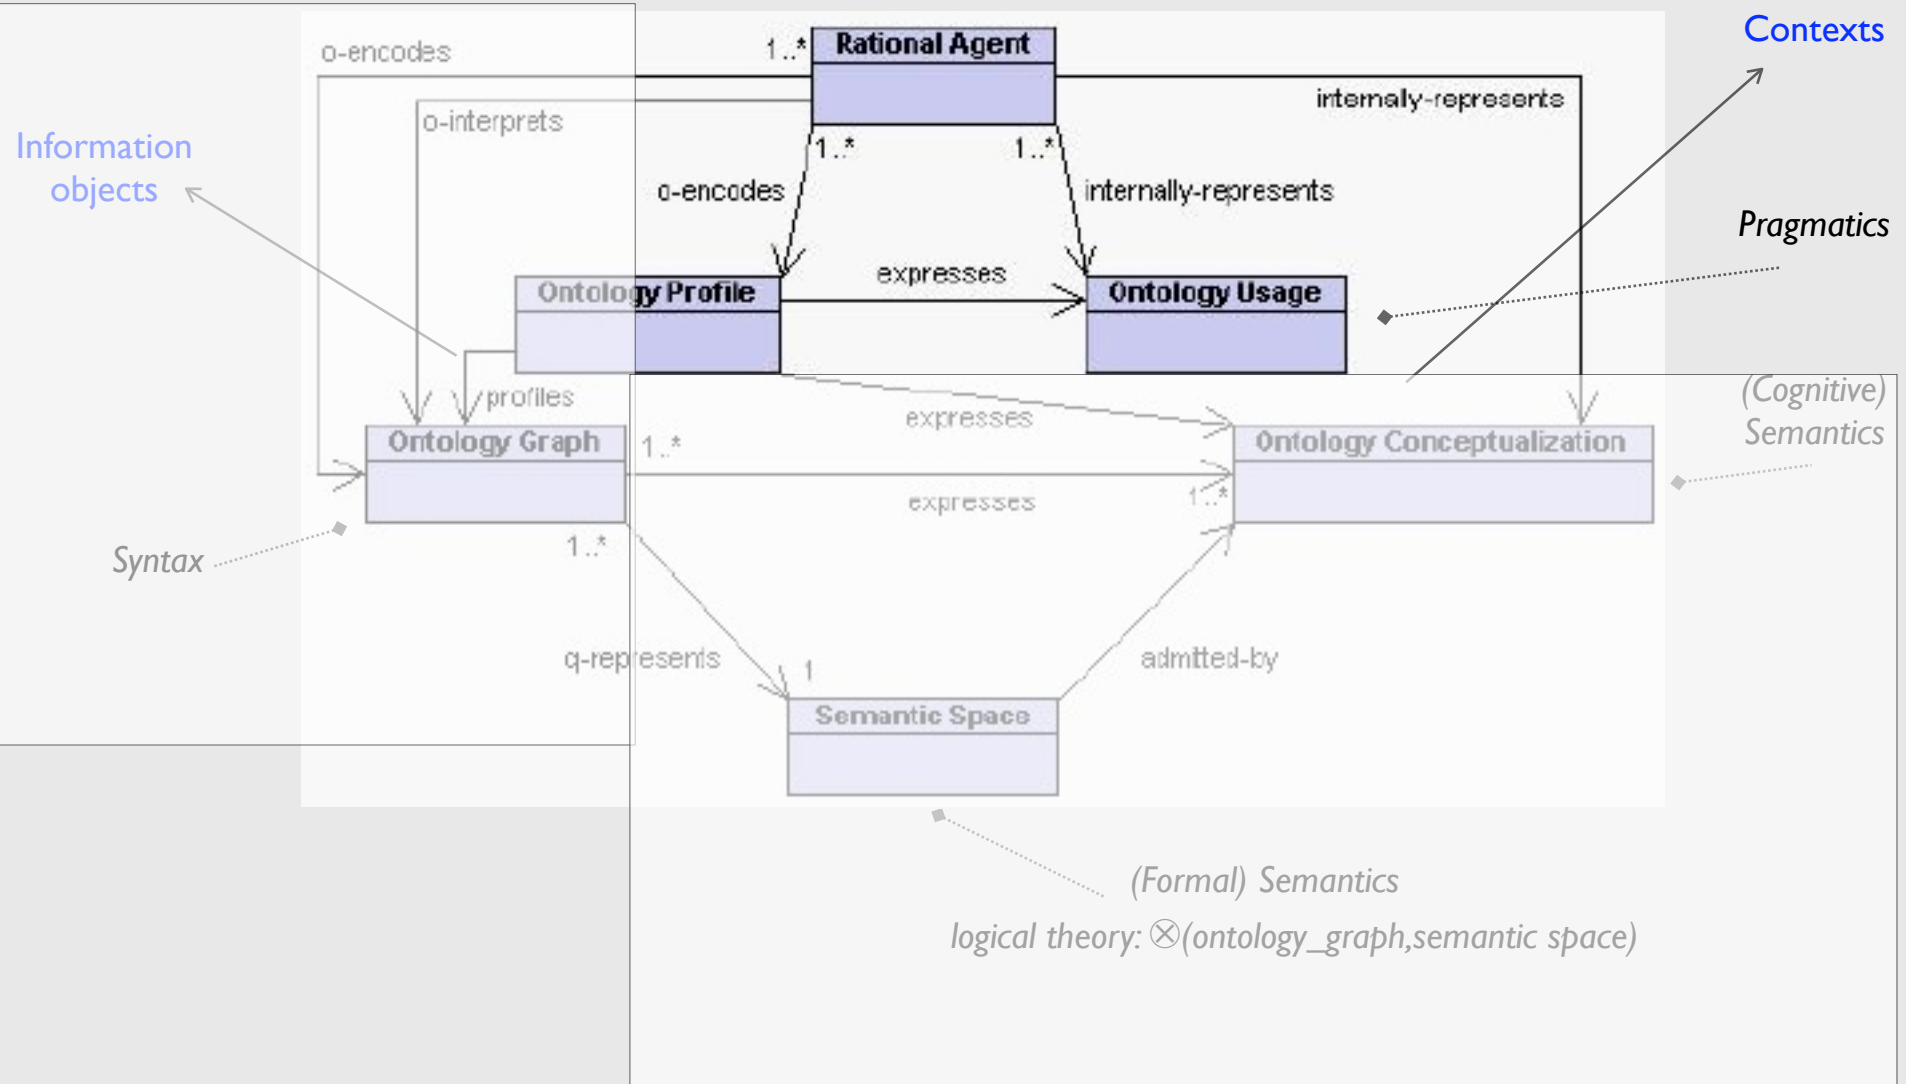 Contexts
o-encodes
1..*
Rational Agent
internally-represents
o-interprets
Information
objects
1..*
1..*
o-encodes
internally-represents
Pragmatics
expresses
Ontology Profile
Ontology Usage
profiles
expresses
(Cognitive)
Semantics
Ontology Graph
1..*
Ontology Conceptualization
expresses
1..*
1..*
Syntax
q-represents
1
admitted-by
Semantic Space
(Formal) Semantics
logical theory: ⊗(ontology_graph,semantic space)